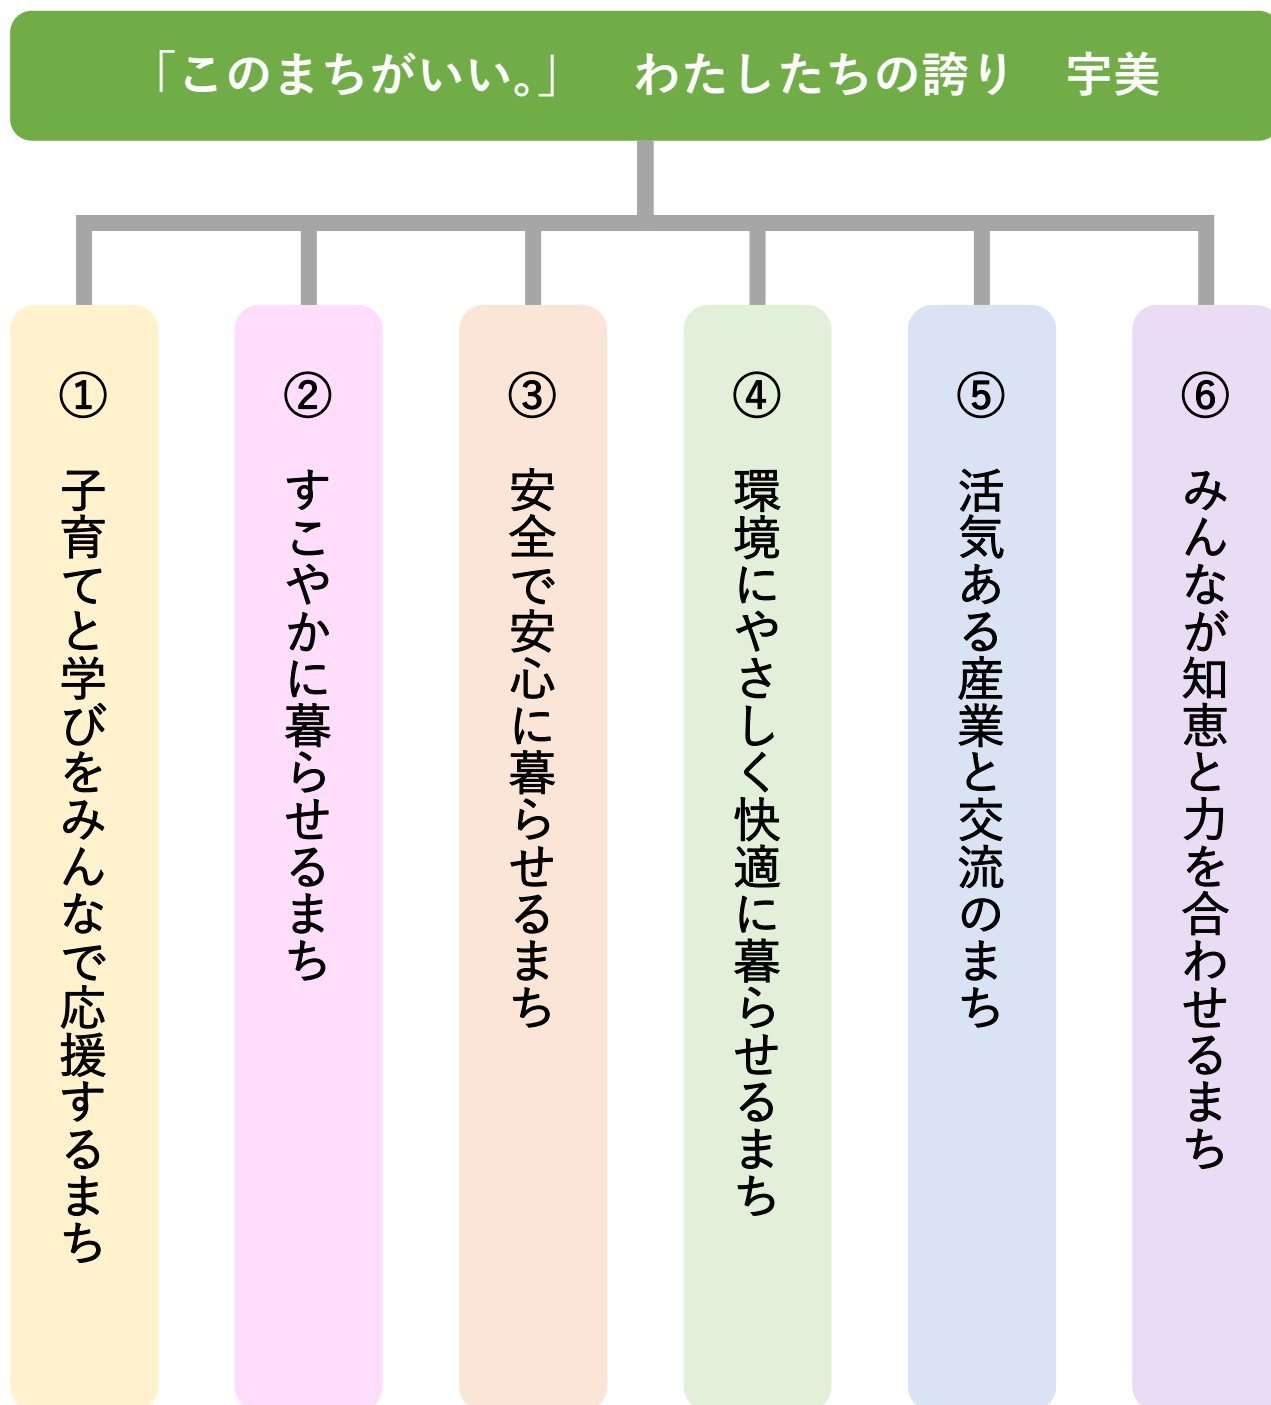 「このまちがいい。」　わたしたちの誇り　宇美
①　子育てと学びをみんなで応援するまち
②　すこやかに暮らせるまち
③　安全で安心に暮らせるまち
④　環境にやさしく快適に暮らせるまち
⑤　活気ある産業と交流のまち
⑥　みんなが知恵と力を合わせるまち